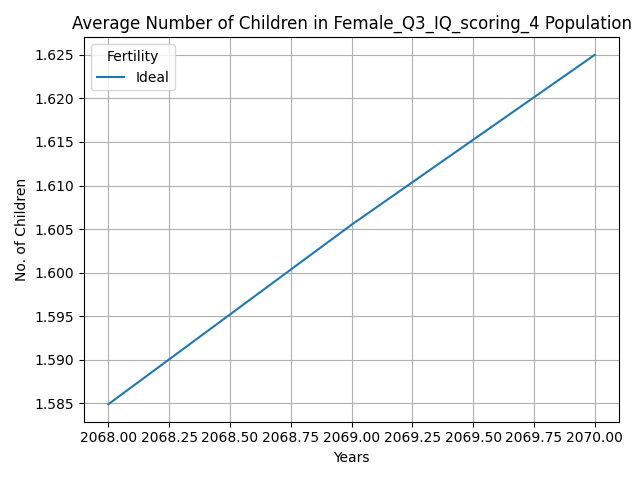 Average Number of Children in Female_Q3_IQ_scoring_4 Population
Fertility
Ideal
No. of Children
1.625
1.620
1.615
1.610
1.605
1.600
1.595
1.590
1.585
2068.00 2068.25 2068.50 2068.75 2069.00 2069.25 2069.50 2069.75 2070.00
Years